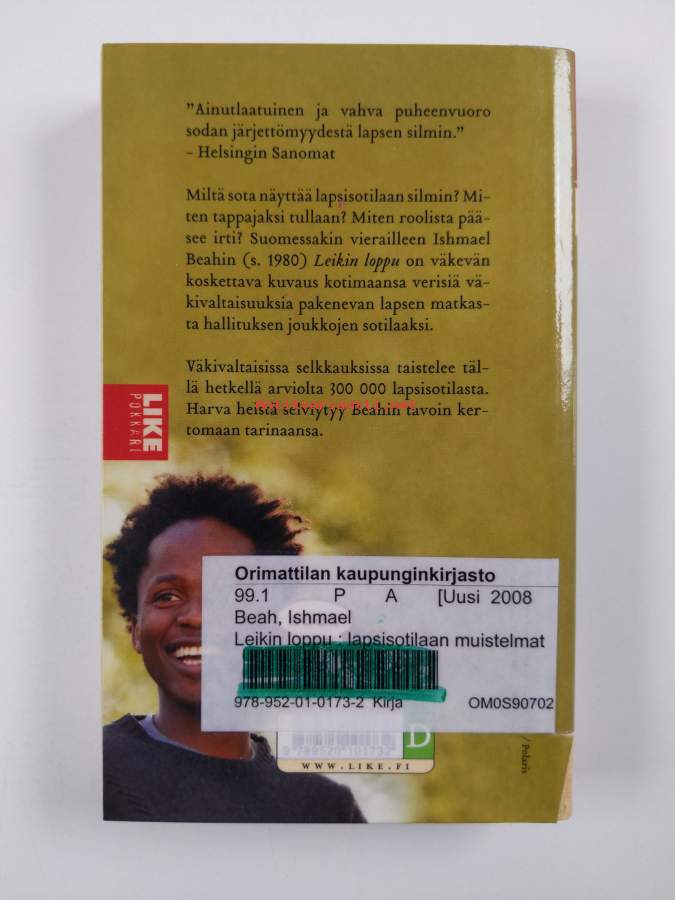 "Ainutlaatuinen ja vahva puheenvuoro
sodan järjettömyydestä lapsen silmin."
– Helsingin Sanomat
Miltä sota näyttää lapsisotilaan silmin? Mi-
ten tappajaksi tullaan? Miten roolista pää-
see irti? Suomessakin vierailleen Ishmael
Beahin (s. 1980) Leikin loppu on väkevän
koskettava kuvaus kotimaansa verisiä vä-
kivaltaisuuksia pakenevan lapsen matkas-
ta hallituksen joukkojen sotilaaksi.
Väkivaltaisissa selkkauksissa taistelee täl-
lä hetkellä arviolta 300 000 lapsisotilasta.
Harva heistä selviytyy Beahin tavoin ker-
tomaan tarinaansa.
LIKE
POKKARI
Orimattilan kaupunginkirjasto
99.1 P A [Uusi 2008
Beah, Ishmael
Leikin loppu : lapsisotilaan muistelmat
978-952-01-0173-2 Kirja OM0S90702
D
9 789520 101732
WWW.LIKE.FI
/ Polaris